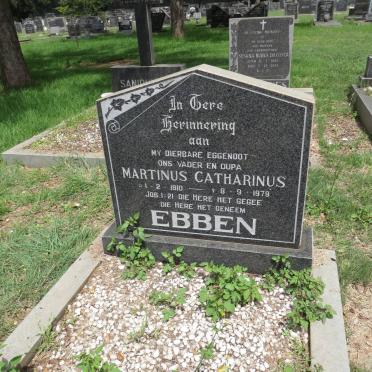 In Tere
Herinnering
aan
MY DIERBARE EGGENOOT
ONS VADER EN OUPA
MARTINUS CATHARINUS
★ 1 - 2 - 1910 — † 8 - 9 - 1979
JOB 1:21 DIE HERE HET GEGEE
DIE HERE HET GENEEM
EBBEN